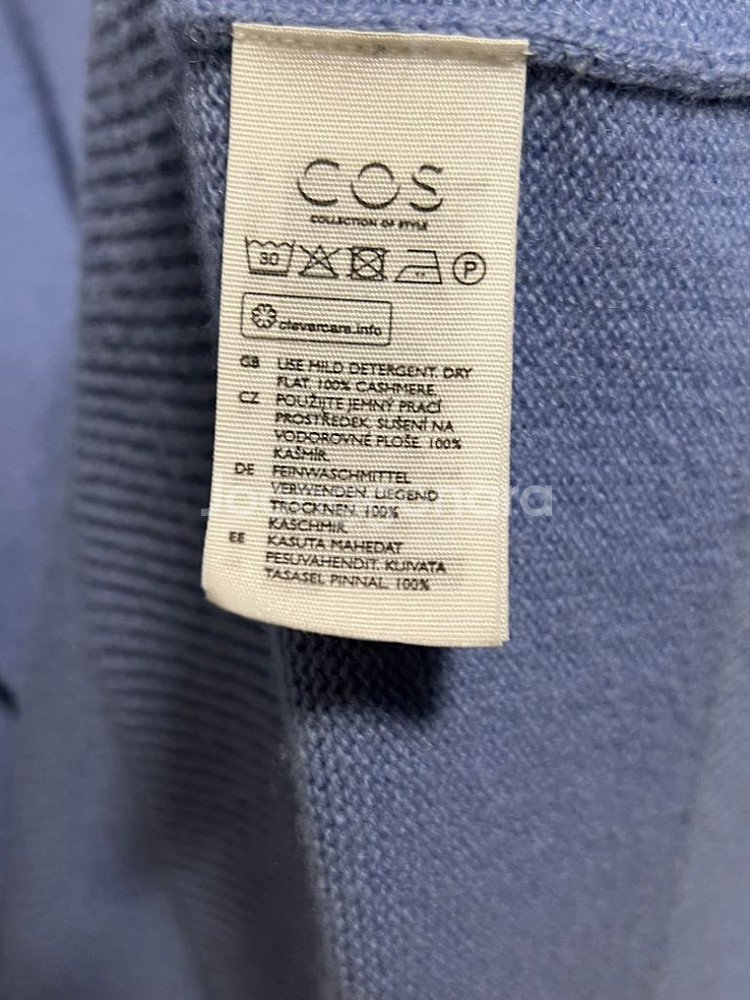 COS
COLLECTION OF STYLE
30 P
clevercare.info
GB USE MILD DETERGENT. DRY
FLAT. 100% CASHMERE.
CZ POUŽIJTE JEMNÝ PRACÍ
PROSTŘEDEK. SUŠENÍ NA
VODOROVNÉ PLOŠE. 100%
KAŠMÍR.
DE FEINWASCHMITTEL
VERWENDEN. LIEGEND
TROCKNEN. 100%
KASCHMIR.
EE KASUTA MAHEDAT
PESUVAHENDIT. KUIVATA
TASASEL PINNAL. 100%